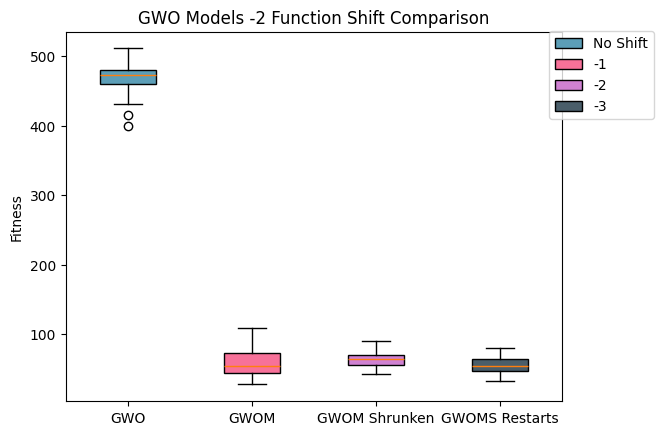 GWO Models -2 Function Shift Comparison
No Shift
-1
-2
-3
500
400
300
200
100
Fitness
GWO
GWOM
GWOM Shrunken
GWOMS Restarts